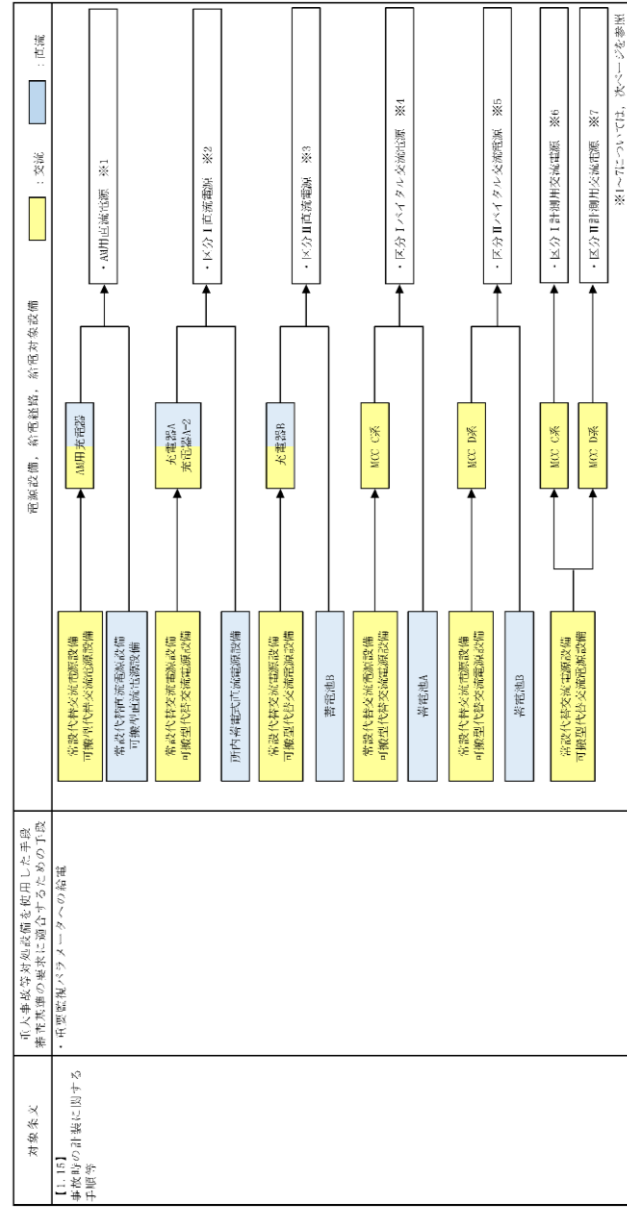 対象条文
重大事故等対処設備を使用した手段
審査基準の要求に適合するための手段
電源設備，給電経路，給電対象設備
：交流
：直流
【1.15】
事故時の計装に関する
手順等
・重要監視パラメータへの給電
常設代替交流電源設備
可搬型代替交流電源設備
AM用充電器
・AM用直流電源 ※1
常設代替直流電源設備
可搬型直流電源設備
常設代替交流電源設備
可搬型代替交流電源設備
充電器A
充電器A-2
・区分Ⅰ直流電源 ※2
所内蓄電式直流電源設備
常設代替交流電源設備
可搬型代替交流電源設備
充電器B
・区分Ⅱ直流電源 ※3
蓄電池B
常設代替交流電源設備
可搬型代替交流電源設備
MCC C系
・区分Ⅰバイタル交流電源 ※4
蓄電池A
常設代替交流電源設備
可搬型代替交流電源設備
MCC D系
・区分Ⅱバイタル交流電源 ※5
蓄電池B
常設代替交流電源設備
可搬型代替交流電源設備
MCC C系
・区分Ⅰ計測用交流電源 ※6
MCC D系
・区分Ⅱ計測用交流電源 ※7
※1～7については，次ページを参照